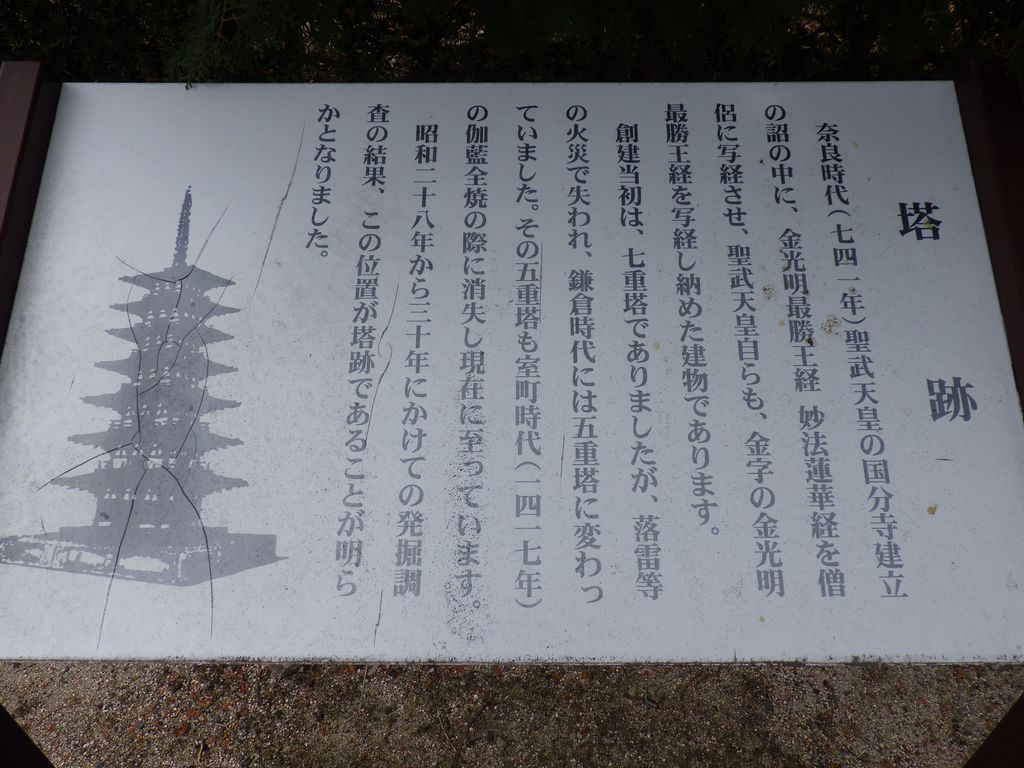 塔跡
奈良時代(七四一年)聖武天皇の国分寺建立
の詔の中に、金光明最勝王経 妙法蓮華経を僧
侶に写経させ、聖武天皇自らも、金字の金光明
最勝王経を写経し納めた建物であります。
創建当初は、七重塔でありましたが、落雷等
の火災で失われ、鎌倉時代には五重塔に変わっ
ていました。その五重塔も室町時代(一四一七年)
の伽藍全焼の際に消失し現在に至っています。
昭和二十八年から三十年にかけての発掘調
査の結果、この位置が塔跡であることが明ら
かとなりました。